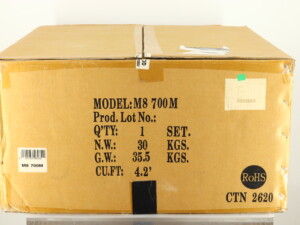 MODEL:M8 700M
Prod. Lot No.:
Q'TY: 1 SET.
N.W.: 30 KGS.
G.W.: 35.5 KGS.
CU.FT: 4.2'
M8 700M
RoHS
CTN 2620